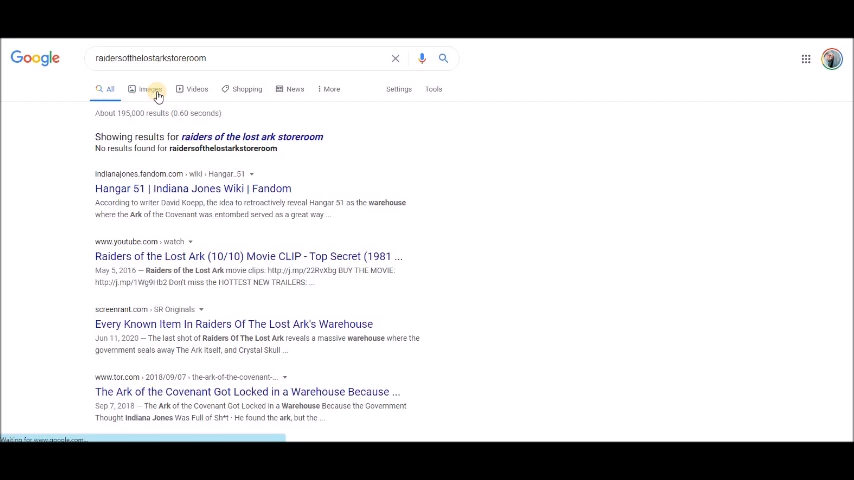 Google raidersofthelostarkstoreroom
All Images Videos Shopping News More Settings Tools
About 195,000 results (0.60 seconds)
Showing results for raiders of the lost ark storeroom
No results found for raidersofthelostarkstoreroom
indianajones.fandom.com › wiki › Hangar_51
Hangar 51 | Indiana Jones Wiki | Fandom
According to writer David Koepp, the idea to retroactively reveal Hangar 51 as the warehouse
where the Ark of the Covenant was entombed served as a great way ...
www.youtube.com › watch
Raiders of the Lost Ark (10/10) Movie CLIP - Top Secret (1981 ...
May 5, 2016 — Raiders of the Lost Ark movie clips: http://j.mp/22RvXbg BUY THE MOVIE:
http://j.mp/1Wg9Hb2 Don't miss the HOTTEST NEW TRAILERS: ...
screenrant.com › SR Originals
Every Known Item In Raiders Of The Lost Ark's Warehouse
Jun 11, 2020 — The last shot of Raiders Of The Lost Ark reveals a massive warehouse where the
government seals away The Ark itself, and Crystal Skull ...
www.tor.com › 2018/09/07 › the-ark-of-the-covenant-...
The Ark of the Covenant Got Locked in a Warehouse Because ...
Sep 7, 2018 — The Ark of the Covenant Got Locked in a Warehouse Because the Government
Thought Indiana Jones Was Full of Sh*t · He found the ark, but the ...
Waiting for www.google.com...